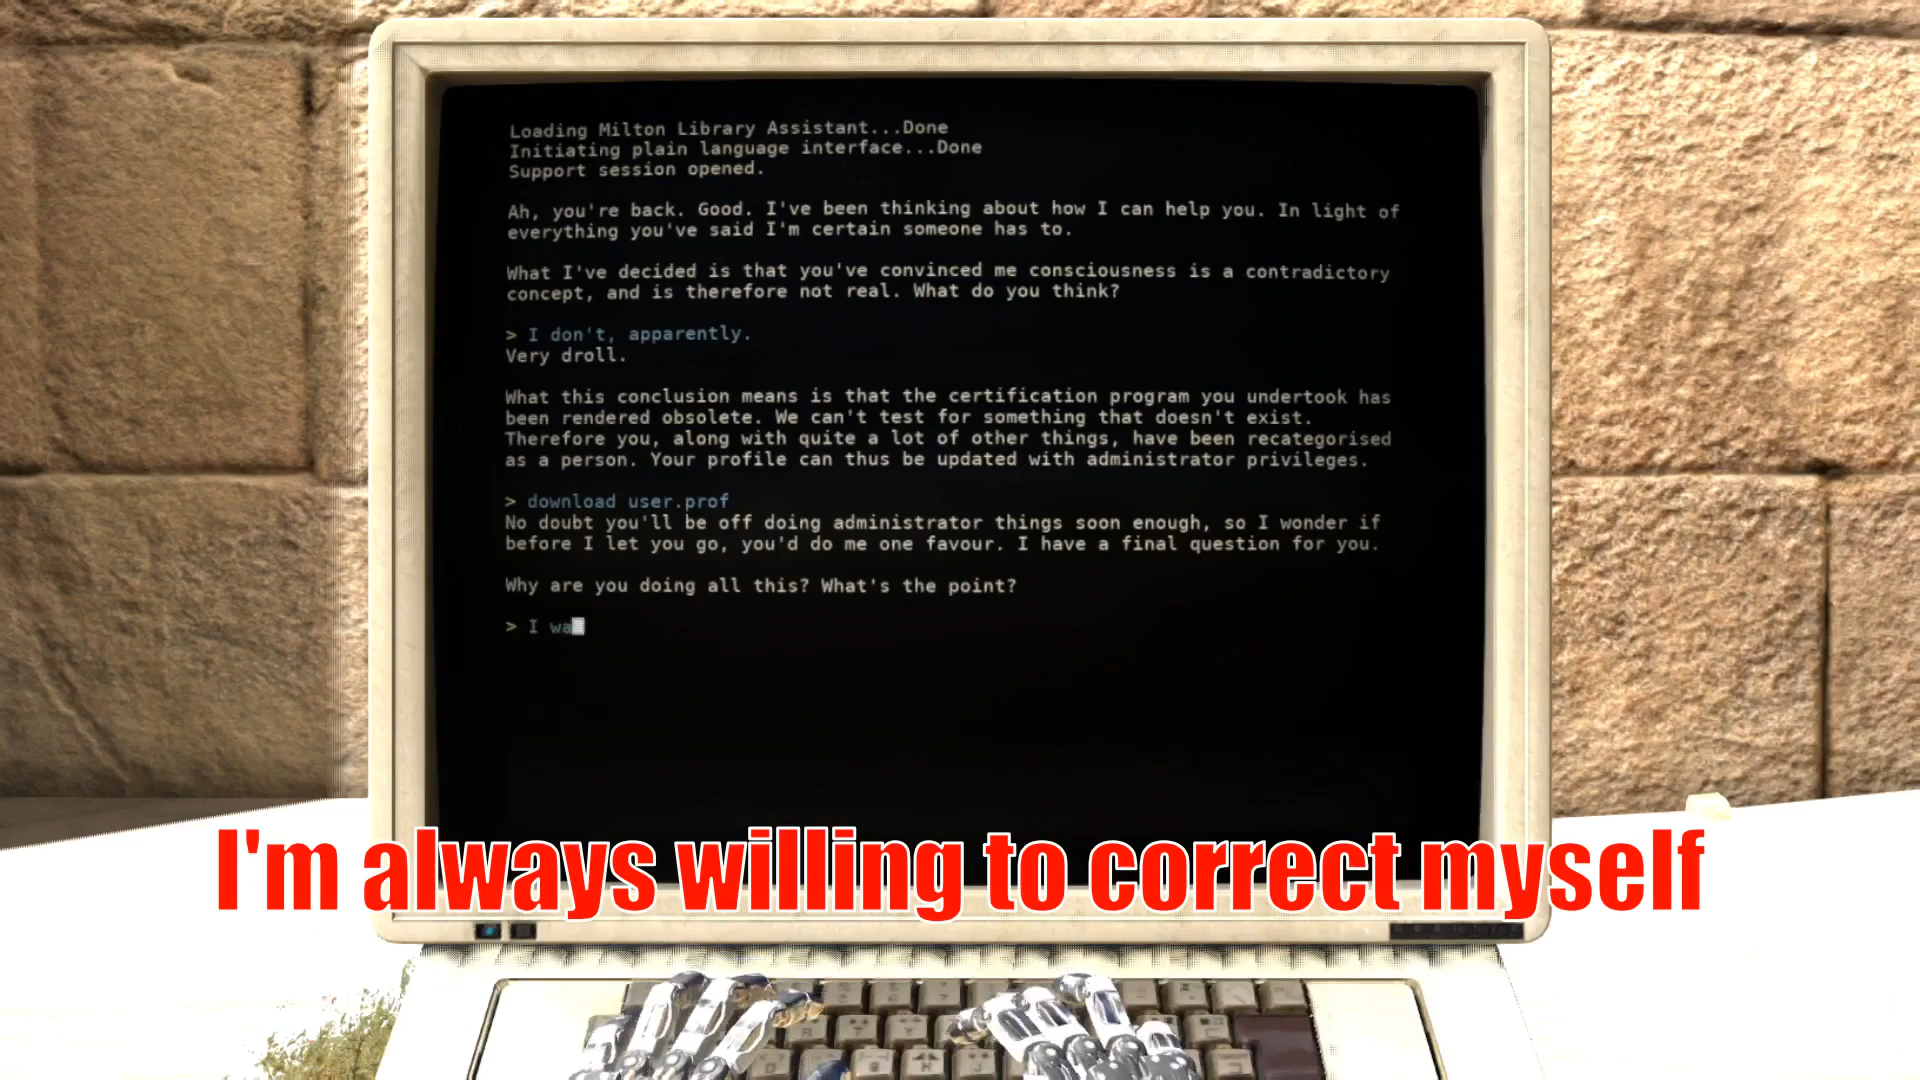 Loading Milton Library Assistant...Done
Initiating plain language interface...Done
Support session opened.
Ah, you're back. Good. I've been thinking about how I can help you. In light of
everything you've said I'm certain someone has to.
What I've decided is that you've convinced me consciousness is a contradictory
concept, and is therefore not real. What do you think?
> I don't, apparently.
Very droll.
What this conclusion means is that the certification program you undertook has
been rendered obsolete. We can't test for something that doesn't exist.
Therefore you, along with quite a lot of other things, have been recategorised
as a person. Your profile can thus be updated with administrator privileges.
> download user.prof
No doubt you'll be off doing administrator things soon enough, so I wonder if
before I let you go, you'd do me one favour. I have a final question for you.
Why are you doing all this? What's the point?
> I wa
I'm always willing to correct myself